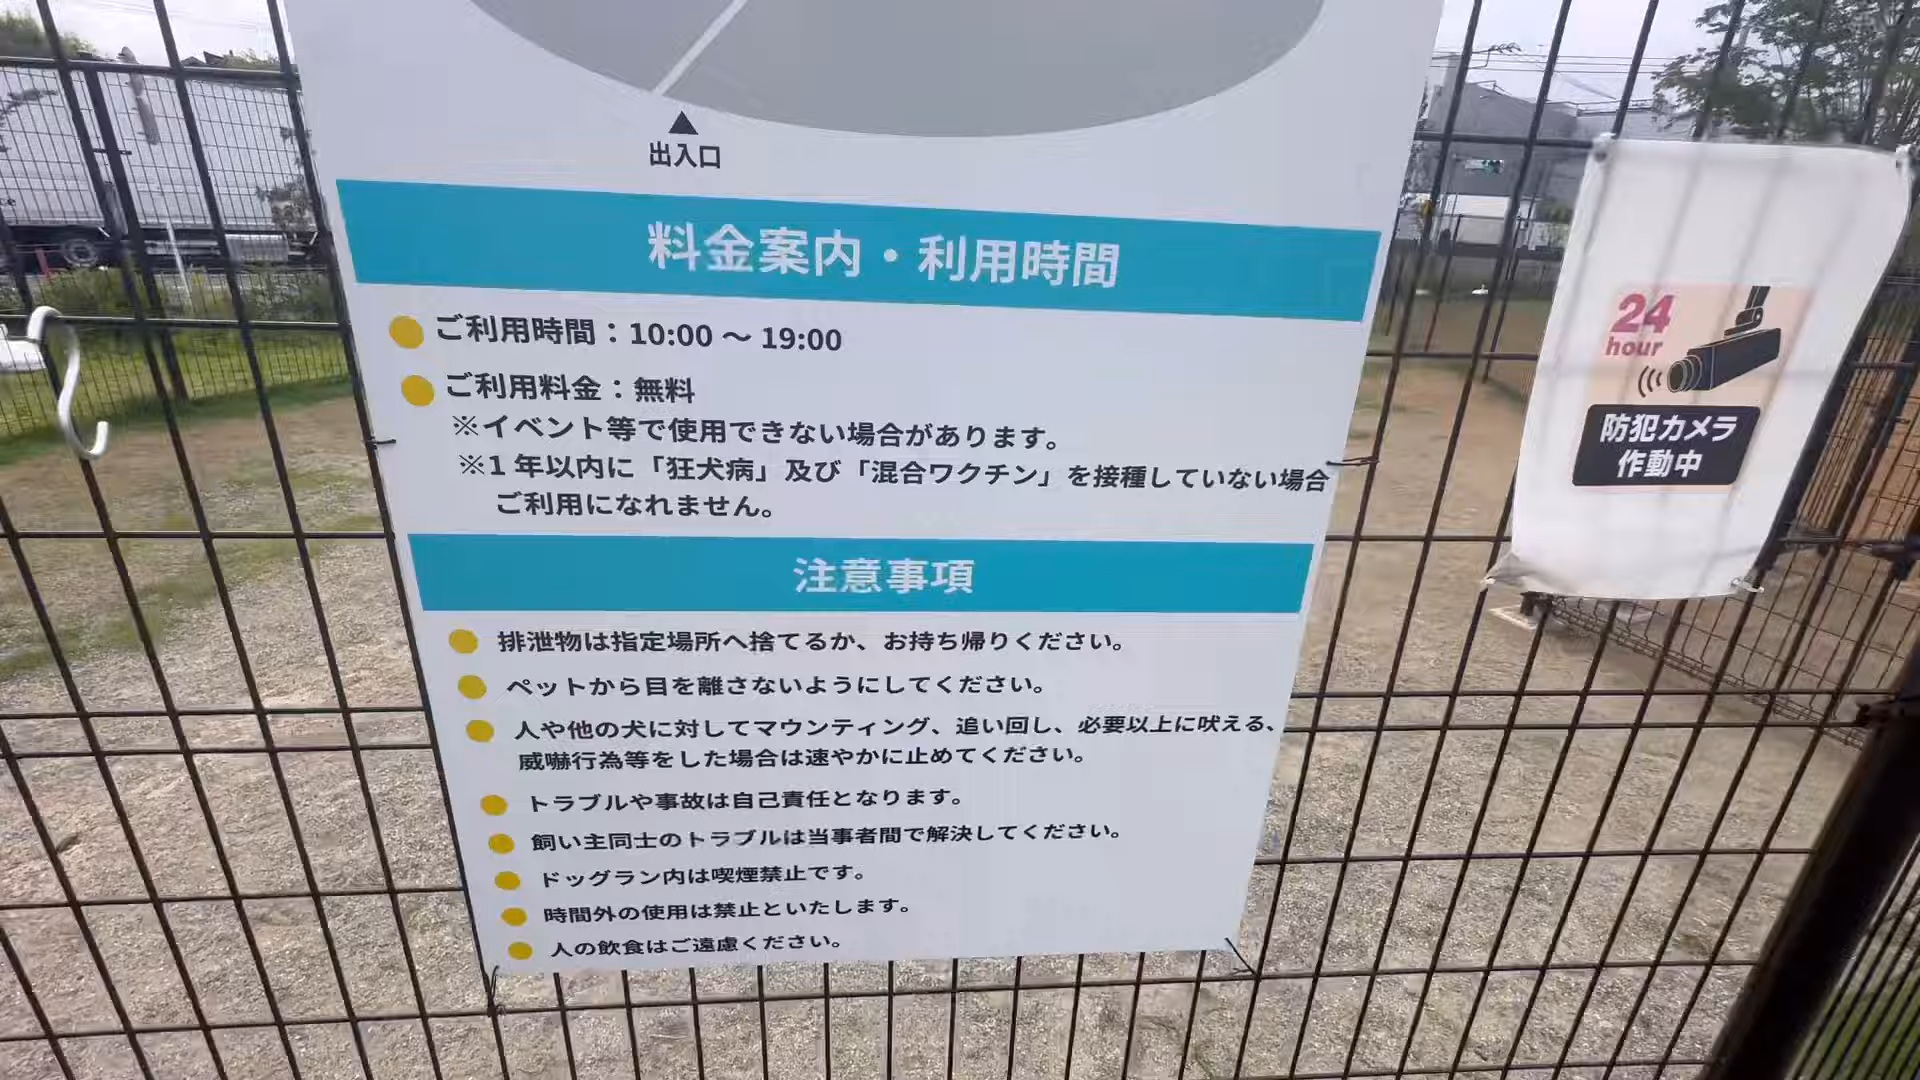 ▲
出入口
料金案内・利用時間
ご利用時間：10:00 ～ 19:00
ご利用料金：無料
※イベント等で使用できない場合があります。
※1 年以内に「狂犬病」及び「混合ワクチン」を接種していない場合
ご利用になれません。
注意事項
排泄物は指定場所へ捨てるか、お持ち帰りください。
ペットから目を離さないようにしてください。
人や他の犬に対してマウンティング、追い回し、必要以上に吠える、
威嚇行為等をした場合は速やかに止めてください。
トラブルや事故は自己責任となります。
飼い主同士のトラブルは当事者間で解決してください。
ドッグラン内は喫煙禁止です。
時間外の使用は禁止といたします。
人の飲食はご遠慮ください。
24
hour
防犯カメラ
作動中